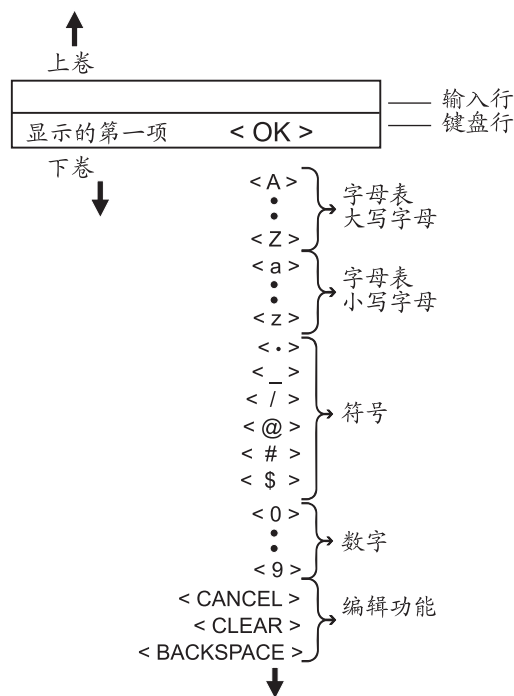 上卷
输入行
显示的第一项 < OK >
键盘行
下卷
< A >
字母表
大写字母
< Z >
< a >
字母表
小写字母
< z >
< · >
< _ >
< / >
符号
< @ >
< # >
< $ >
< 0 >
数字
< 9 >
< CANCEL >
编辑功能
< CLEAR >
< BACKSPACE >